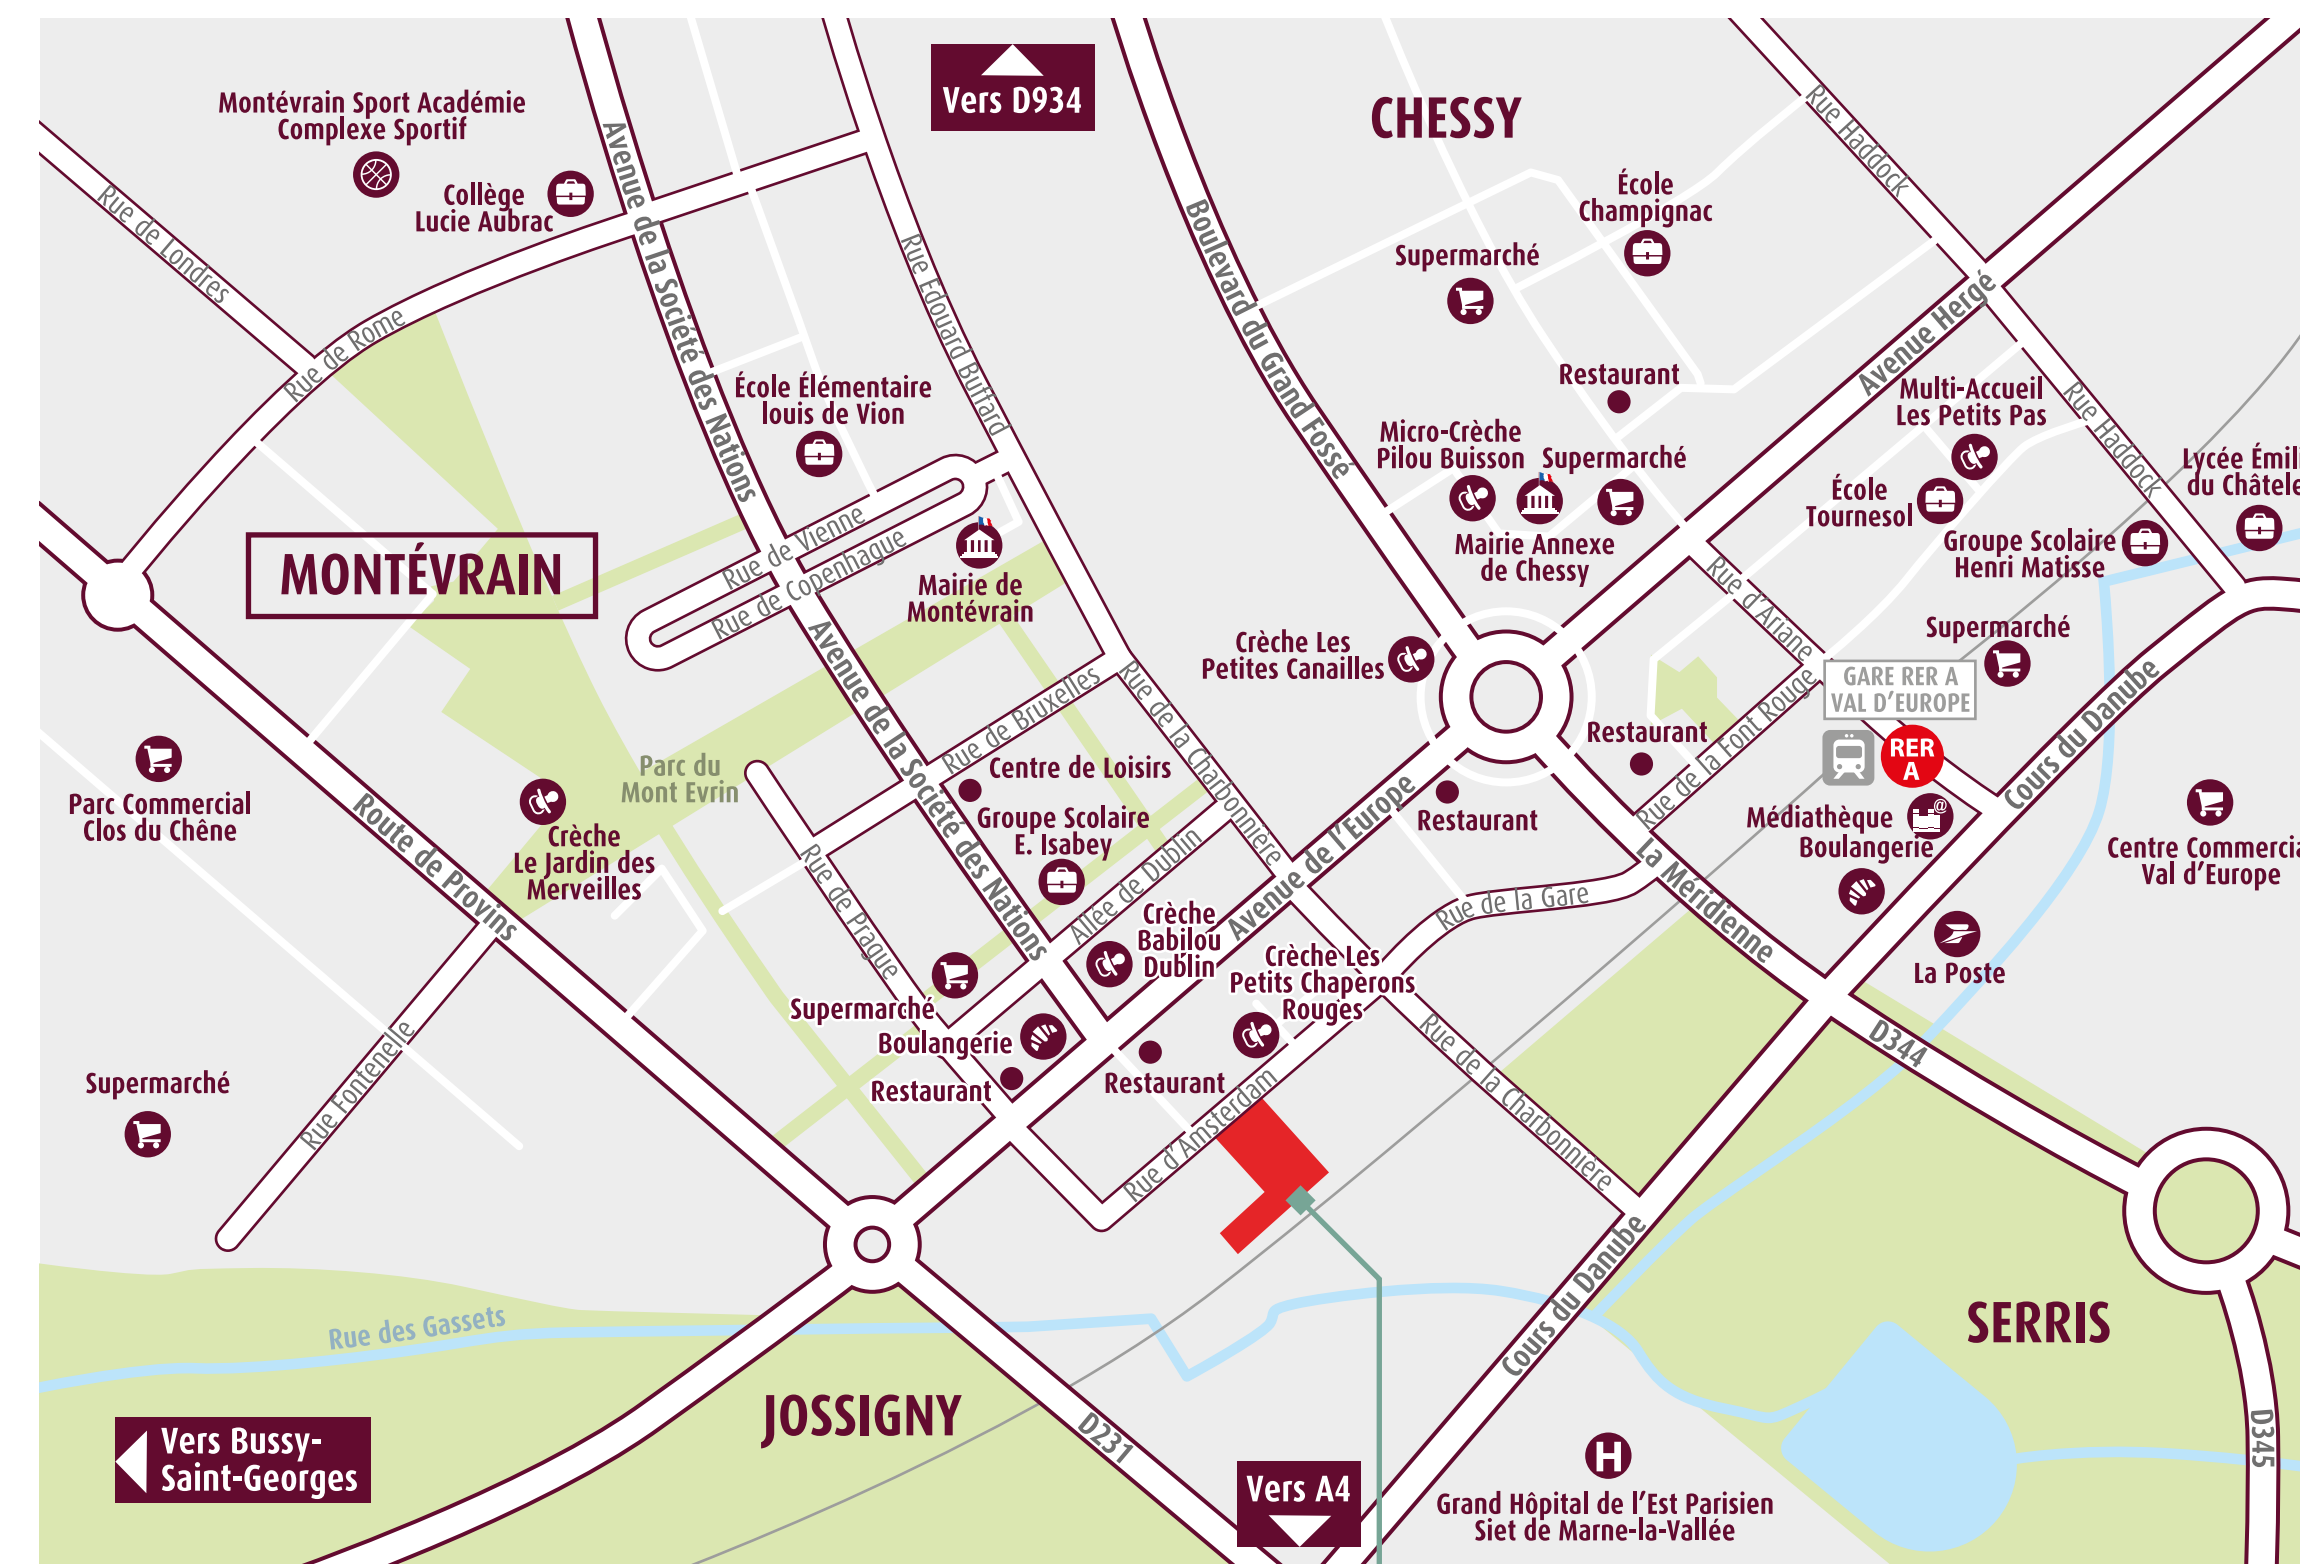 Vers D934
CHESSY
Montévrain Sport Académie
Complexe Sportif
Collège
Lucie Aubrac
Avenue de la Société des Nations
Rue de Londres
Rue de Rome
Rue Edouard Buffard
Boulevard du Grand Fossé
Rue Haddock
École
Champignac
Supermarché
Restaurant
Avenue Hergé
Multi-Accueil
Les Petits Pas
Rue Haddock
École Élémentaire
louis de Vion
Micro-Crèche
Pilou Buisson
Supermarché
École
Tournesol
Lycée Émili
du Châtele
Groupe Scolaire
Henri Matisse
Mairie Annexe
de Chessy
MONTÉVRAIN
Rue de Vienne
Rue de Copenhague
Mairie de
Montévrain
Rue d'Ariane
Supermarché
Crèche Les
Petites Canailles
GARE RER A
VAL D'EUROPE
RER
A
Avenue de la Société des Nations
Rue de Bruxelles
Rue de la Charbonnière
Restaurant
Rue de la Font Rouge
Cours du Danube
Parc du
Mont Evrin
Centre de Loisirs
Parc Commercial
Clos du Chêne
Route de Provins
Crèche
Le Jardin des
Merveilles
Groupe Scolaire
E. Isabey
Avenue de l'Europe
Restaurant
Médiathèque
@
Boulangerie
Centre Commercia
Val d'Europe
La Méridienne
Rue de Prague
Allée de Dublin
Crèche
Babilou
Dublin
Rue de la Gare
Crèche Les
Petits Chaperons
Rouges
La Poste
Supermarché
Boulangerie
Restaurant
Restaurant
Rue de la Charbonnière
D344
Supermarché
Rue Fontenelle
Rue d'Amsterdam
Cours du Danube
Rue des Gassets
SERRIS
JOSSIGNY
D231
D345
Vers Bussy-
Saint-Georges
Vers A4
H
Grand Hôpital de l'Est Parisien
Siet de Marne-la-Vallée